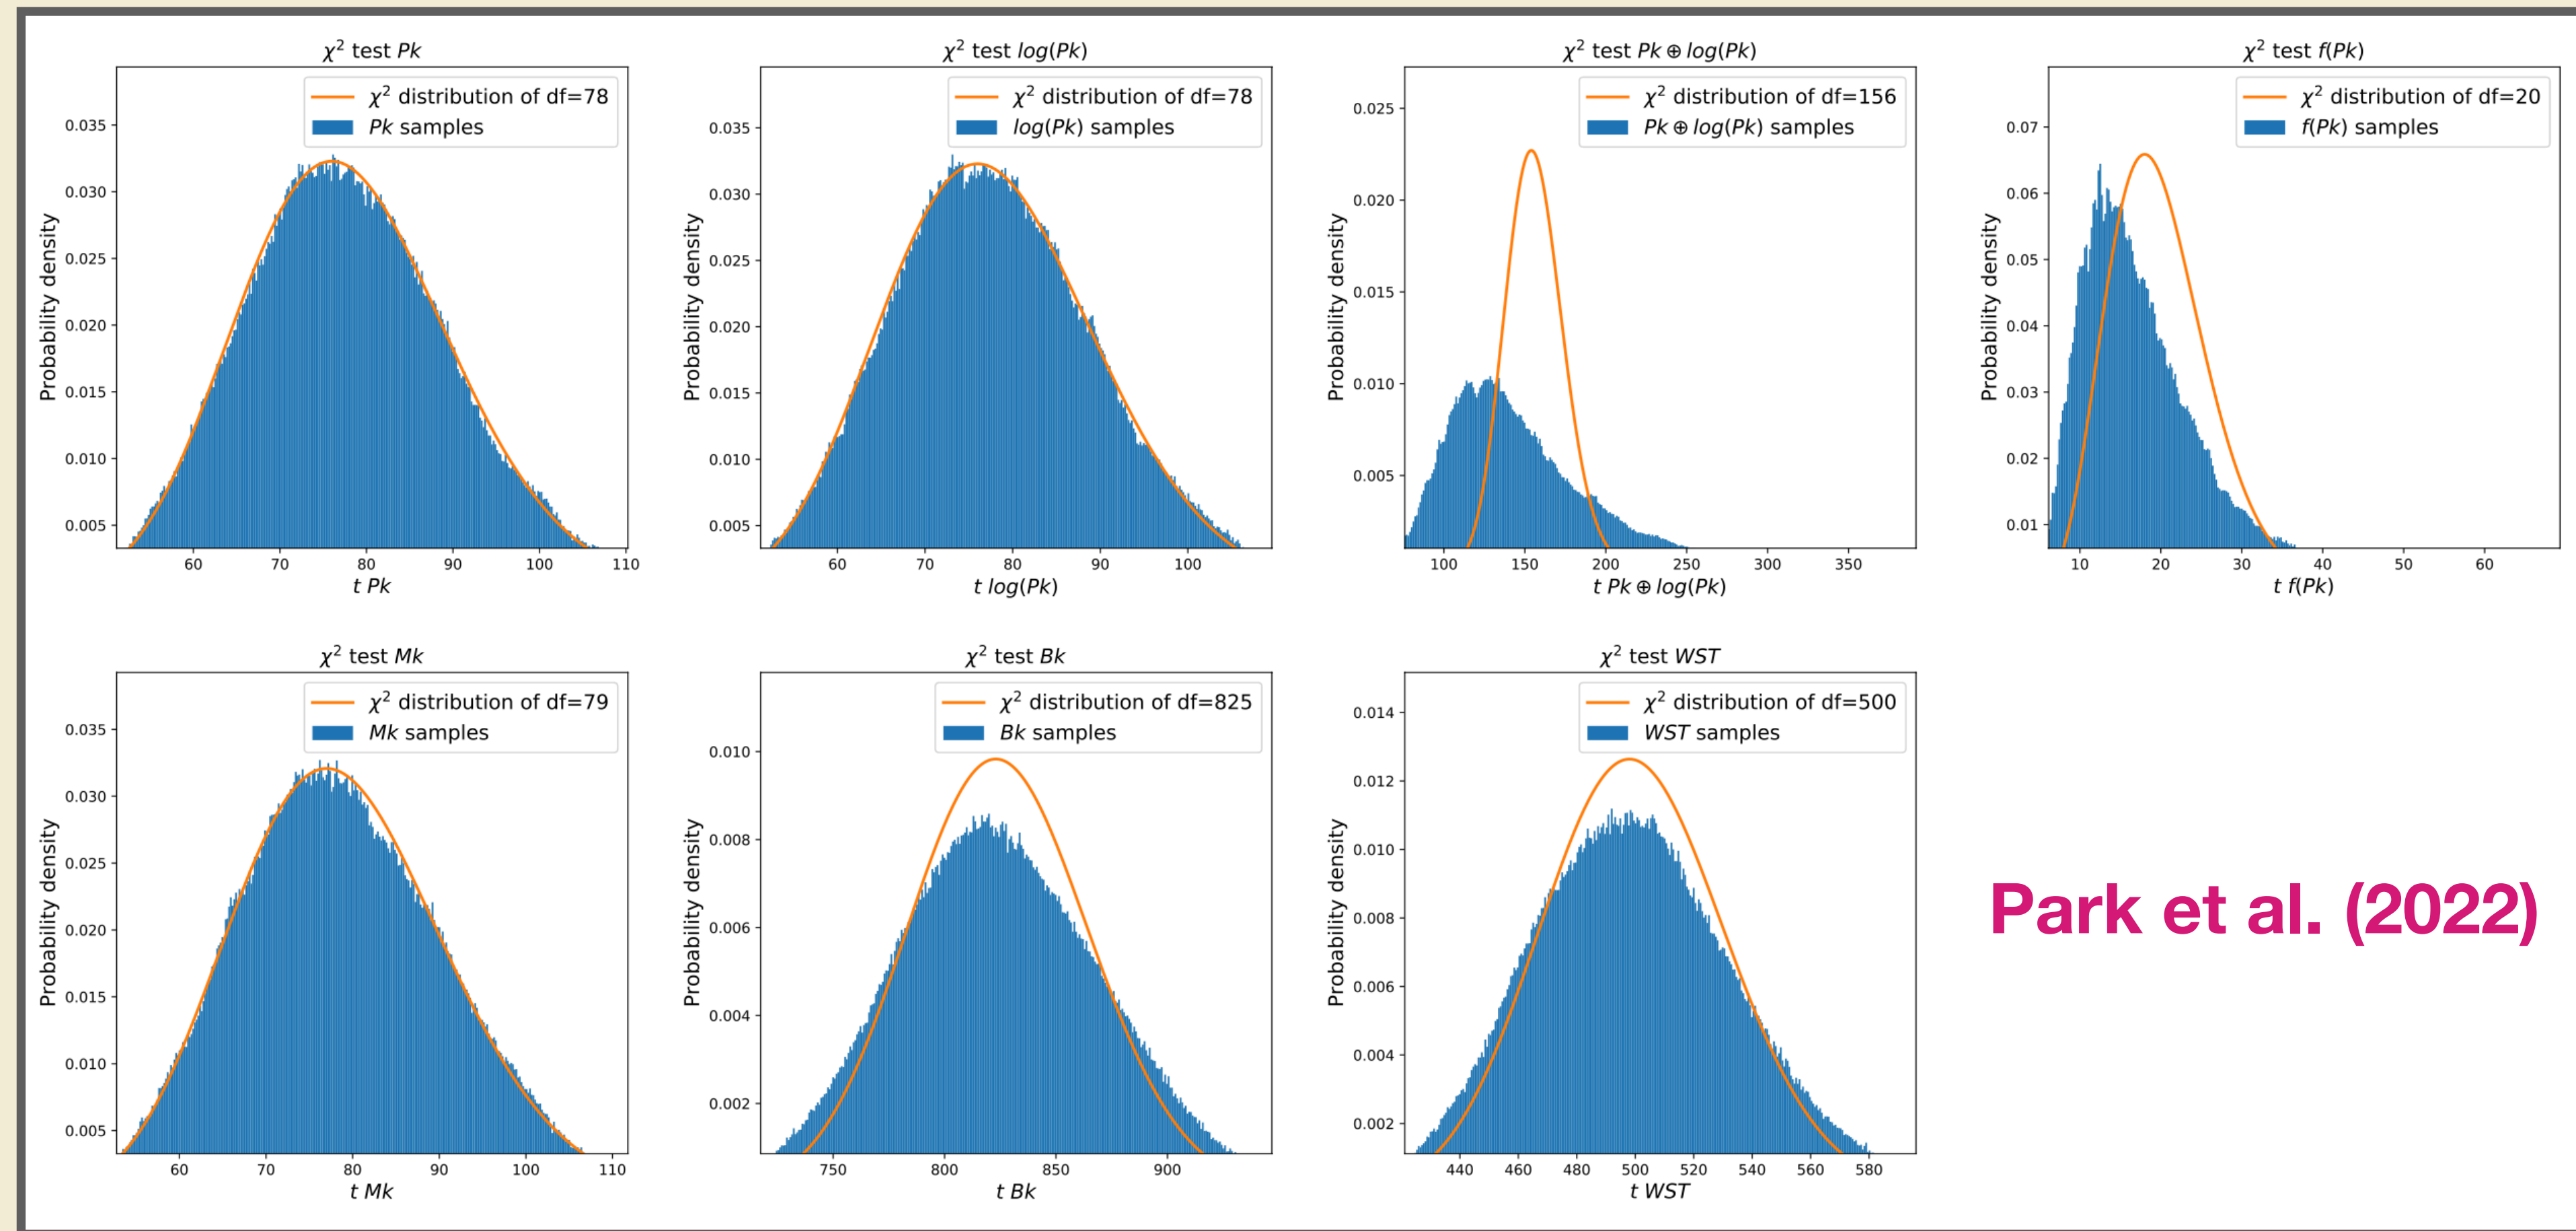 χ² test Pk
χ² distribution of df=78
Pk samples
Probability density
0.035
0.030
0.025
0.020
0.015
0.010
0.005
60 70 80 90 100 110
t Pk
χ² test log(Pk)
χ² distribution of df=78
log(Pk) samples
Probability density
0.035
0.030
0.025
0.020
0.015
0.010
0.005
60 70 80 90 100
t log(Pk)
χ² test Pk ⊕ log(Pk)
χ² distribution of df=156
Pk ⊕ log(Pk) samples
Probability density
0.025
0.020
0.015
0.010
0.005
100 150 200 250 300 350
t Pk ⊕ log(Pk)
χ² test f(Pk)
χ² distribution of df=20
f(Pk) samples
Probability density
0.07
0.06
0.05
0.04
0.03
0.02
0.01
10 20 30 40 50 60
t f(Pk)
χ² test Mk
χ² distribution of df=79
Mk samples
Probability density
0.035
0.030
0.025
0.020
0.015
0.010
0.005
60 70 80 90 100 110
t Mk
χ² test Bk
χ² distribution of df=825
Bk samples
Probability density
0.010
0.008
0.006
0.004
0.002
750 800 850 900
t Bk
χ² test WST
χ² distribution of df=500
WST samples
Probability density
0.014
0.012
0.010
0.008
0.006
0.004
0.002
440 460 480 500 520 540 560 580
t WST
Park et al. (2022)